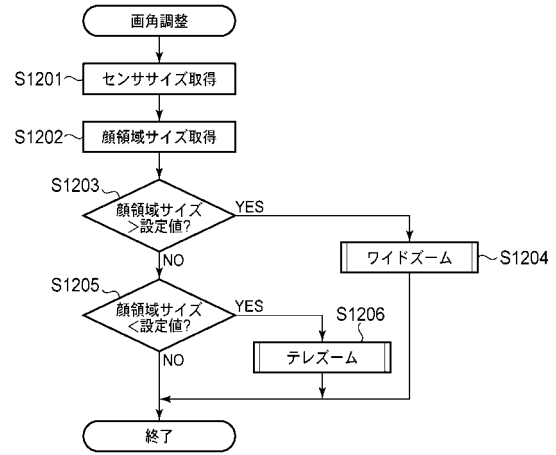 画角調整
S1201
センササイズ取得
S1202
顔領域サイズ取得
S1203
顔領域サイズ
>設定値?
YES
NO
ワイドズーム
S1204
S1205
顔領域サイズ
<設定値?
YES
NO
S1206
テレズーム
終了